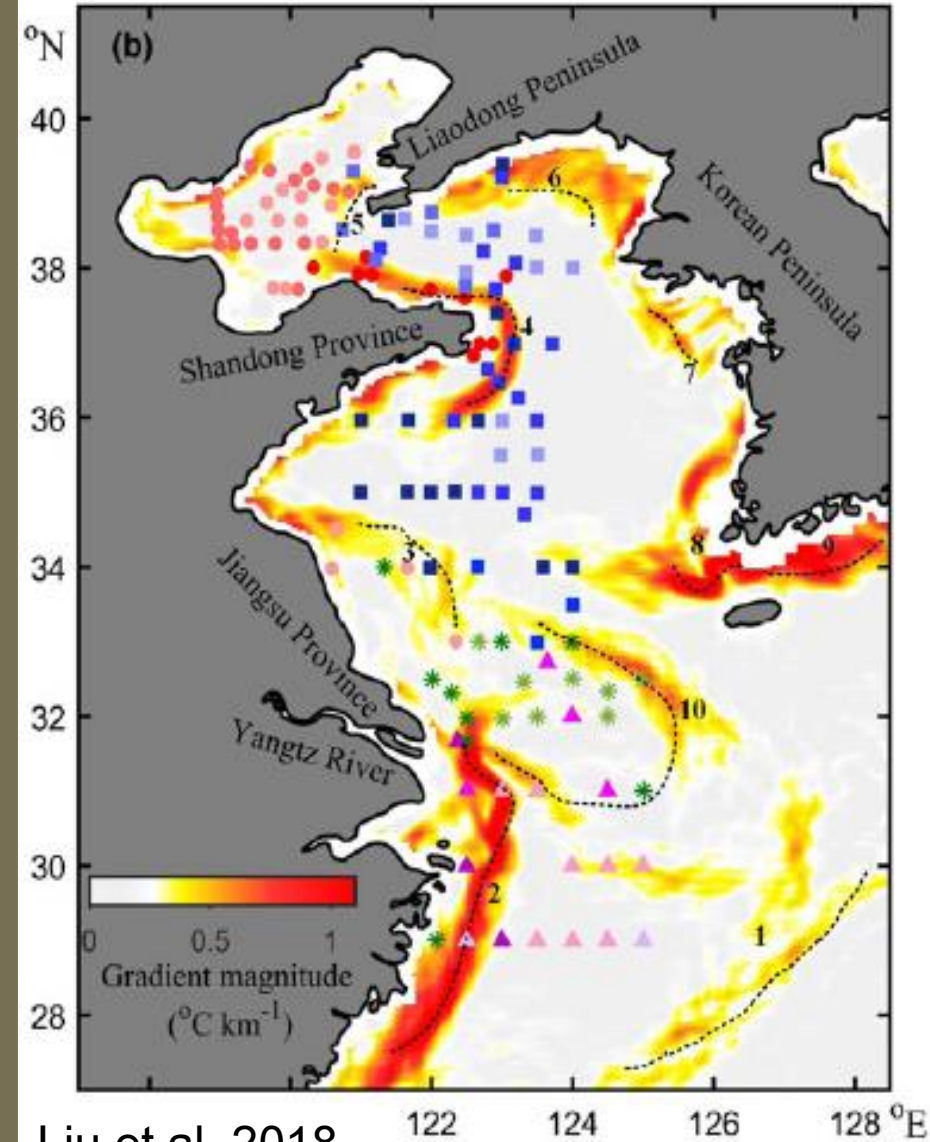 °N
(b)
Liaodong Peninsula
40
6
Korean Peninsula
5
38
4
Shandong Province
7
36
3
8
9
34
Jiangsu Province
10
32
Yangtz River
30
2
0 0.5 1
1
Gradient magnitude
(°C km⁻¹)
28
122 124 126 128 °E
Liu et al. 2018